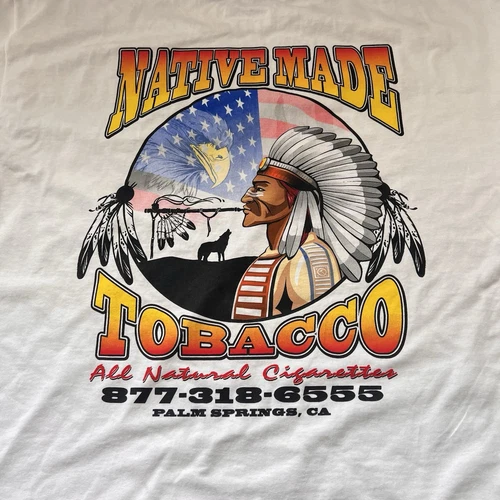 NATIVE MADE
TOBACCO
All Natural Cigarettes
877-318-6555
PALM SPRINGS, CA